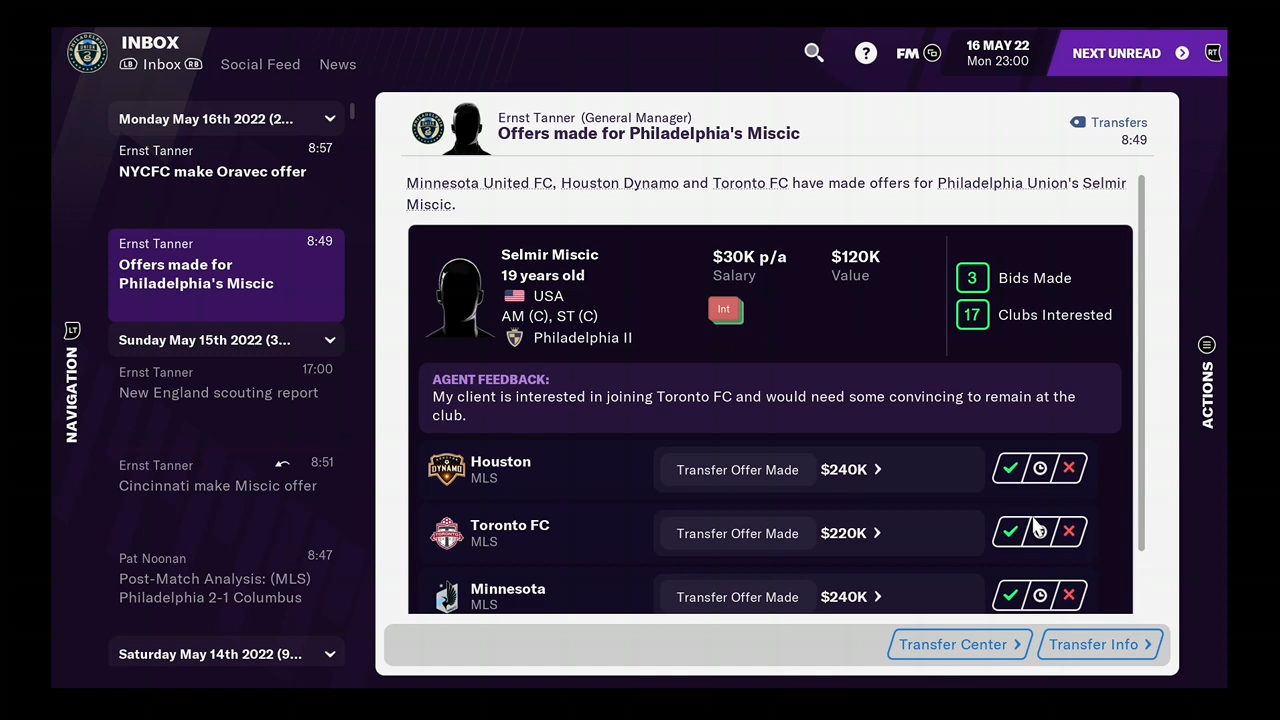 INBOX
LB Inbox RB Social Feed News
? FM 16 MAY 22
Mon 23:00
NEXT UNREAD RT
Monday May 16th 2022 (2...
Ernst Tanner 8:57
NYCFC make Oravec offer
Ernst Tanner 8:49
Offers made for
Philadelphia's Miscic
Sunday May 15th 2022 (3...
Ernst Tanner 17:00
New England scouting report
Ernst Tanner 8:51
Cincinnati make Miscic offer
Pat Noonan 8:47
Post-Match Analysis: (MLS)
Philadelphia 2-1 Columbus
Saturday May 14th 2022 (9...
LT
NAVIGATION
Ernst Tanner (General Manager)
Offers made for Philadelphia's Miscic
Transfers
8:49
Minnesota United FC, Houston Dynamo and Toronto FC have made offers for Philadelphia Union's Selmir
Miscic.
Selmir Miscic
19 years old
USA
AM (C), ST (C)
Philadelphia II
$30K p/a
Salary
Int
$120K
Value
3 Bids Made
17 Clubs Interested
AGENT FEEDBACK:
My client is interested in joining Toronto FC and would need some convincing to remain at the
club.
Houston
MLS
Transfer Offer Made $240K
Toronto FC
MLS
Transfer Offer Made $220K
Minnesota
MLS
Transfer Offer Made $240K
Transfer Center
Transfer Info
ACTIONS